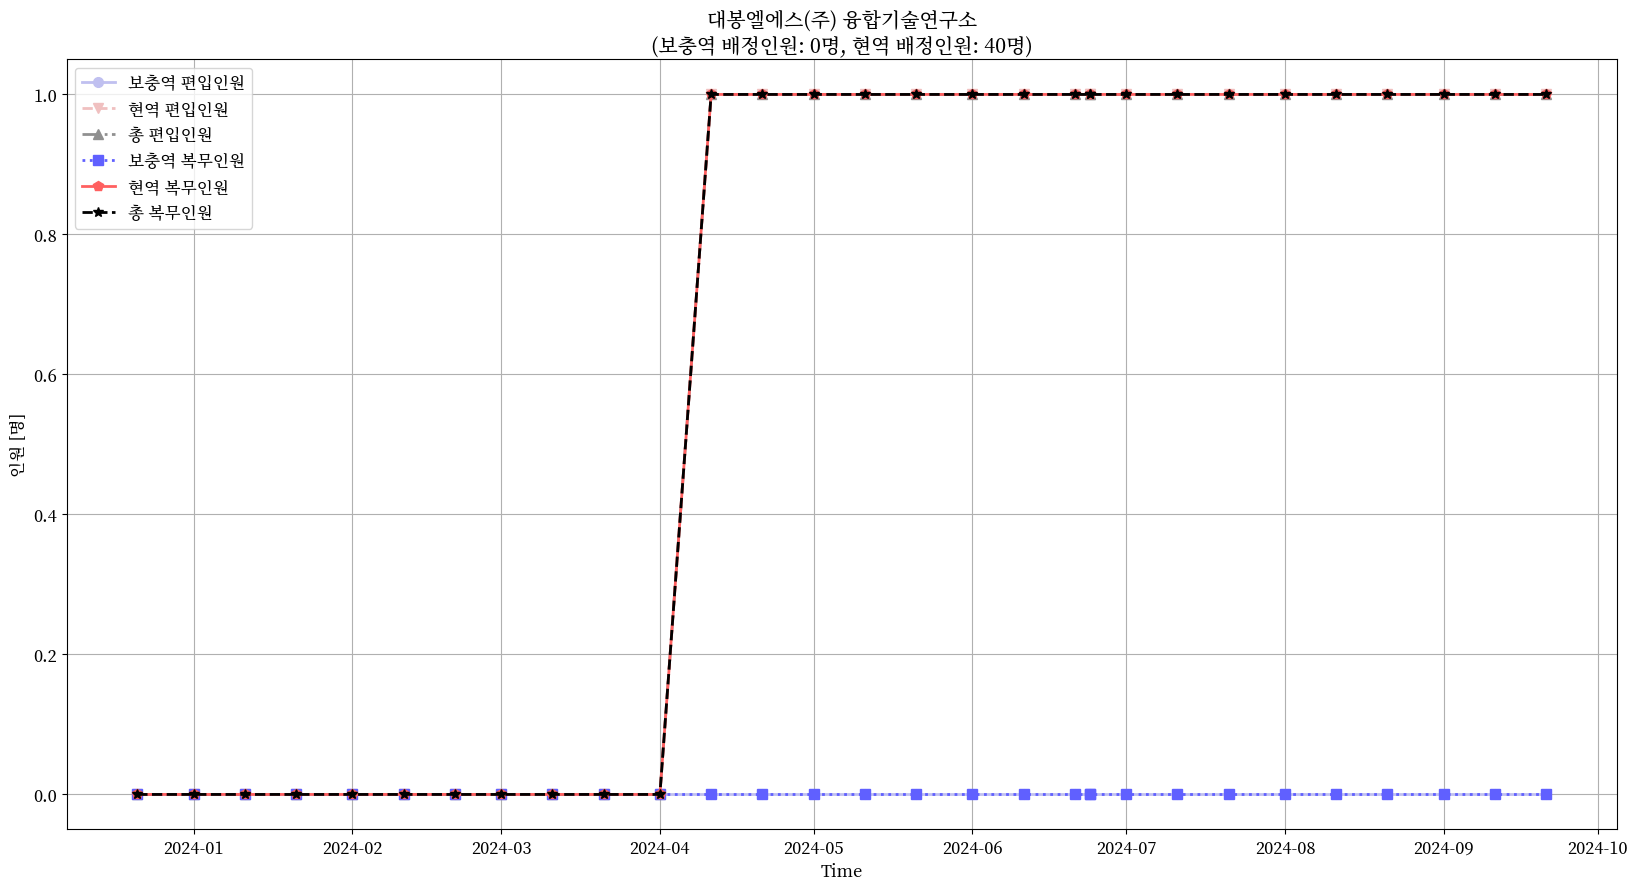 대봉엘에스(주) 융합기술연구소
(보충역 배정인원: 0명, 현역 배정인원: 40명)
보충역 편입인원
현역 편입인원
총 편입인원
보충역 복무인원
현역 복무인원
총 복무인원
1.0
0.8
0.6
0.4
0.2
0.0
인원 [명]
2024-01
2024-02
2024-03
2024-04
2024-05
2024-06
2024-07
2024-08
2024-09
2024-10
Time